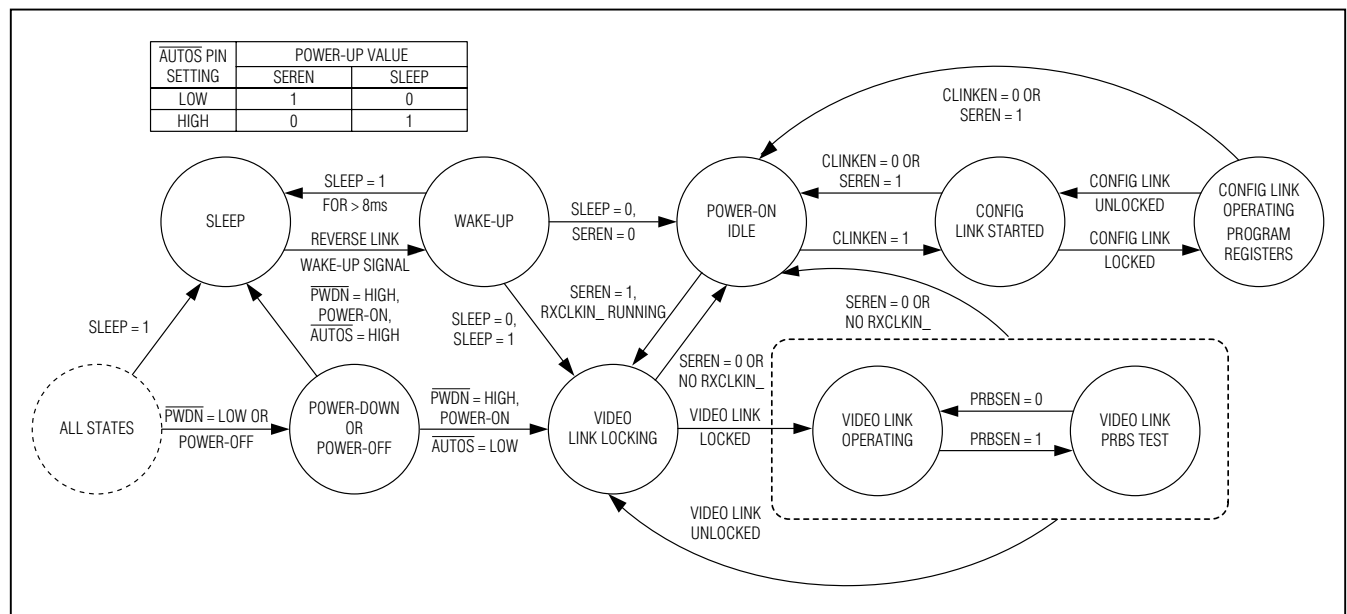 AUTOS PIN SETTING
POWER-UP VALUE
SEREN
SLEEP
LOW
1
0
HIGH
0
1
CLINKEN = 0 OR
SEREN = 1
SLEEP
SLEEP = 1
FOR > 8ms
REVERSE LINK
WAKE-UP SIGNAL
WAKE-UP
SLEEP = 0,
SEREN = 0
POWER-ON
IDLE
CLINKEN = 0 OR
SEREN = 1
CLINKEN = 1
CONFIG
LINK STARTED
CONFIG LINK
UNLOCKED
CONFIG LINK
LOCKED
CONFIG LINK
OPERATING
PROGRAM
REGISTERS
SLEEP = 1
PWDN = HIGH,
POWER-ON,
AUTOS = HIGH
SLEEP = 0,
SLEEP = 1
SEREN = 1,
RXCLKIN_ RUNNING
SEREN = 0 OR
NO RXCLKIN_
SEREN = 0 OR
NO RXCLKIN_
ALL STATES
PWDN = LOW OR
POWER-OFF
POWER-DOWN
OR
POWER-OFF
PWDN = HIGH,
POWER-ON
AUTOS = LOW
VIDEO
LINK LOCKING
VIDEO LINK
LOCKED
VIDEO LINK
OPERATING
PRBSEN = 0
PRBSEN = 1
VIDEO LINK
PRBS TEST
VIDEO LINK
UNLOCKED